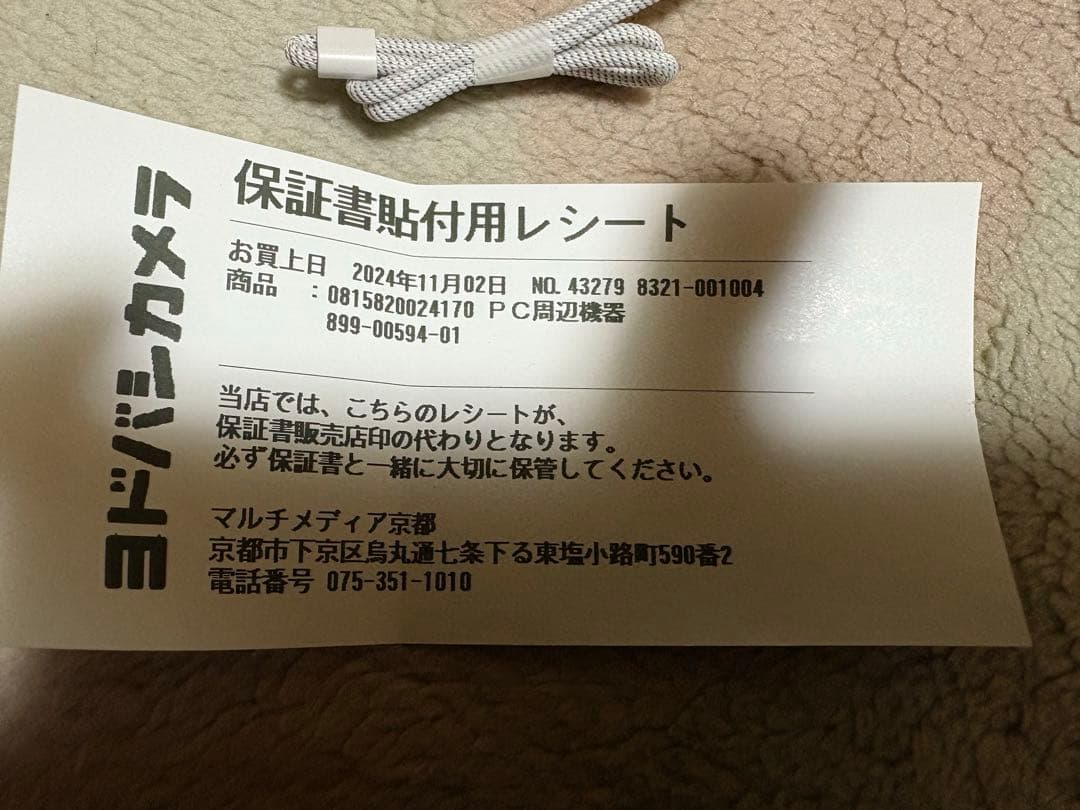 ヨドバシカメラ
保証書貼付用レシート
お買上日 2024年11月02日 NO. 43279 8321-001004
商品 :0815820024170 PC周辺機器
899-00594-01
当店では、こちらのレシートが、
保証書販売店印の代わりとなります。
必ず保証書と一緒に大切に保管してください。
マルチメディア京都
京都市下京区烏丸通七条下る東塩小路町590番2
電話番号 075-351-1010